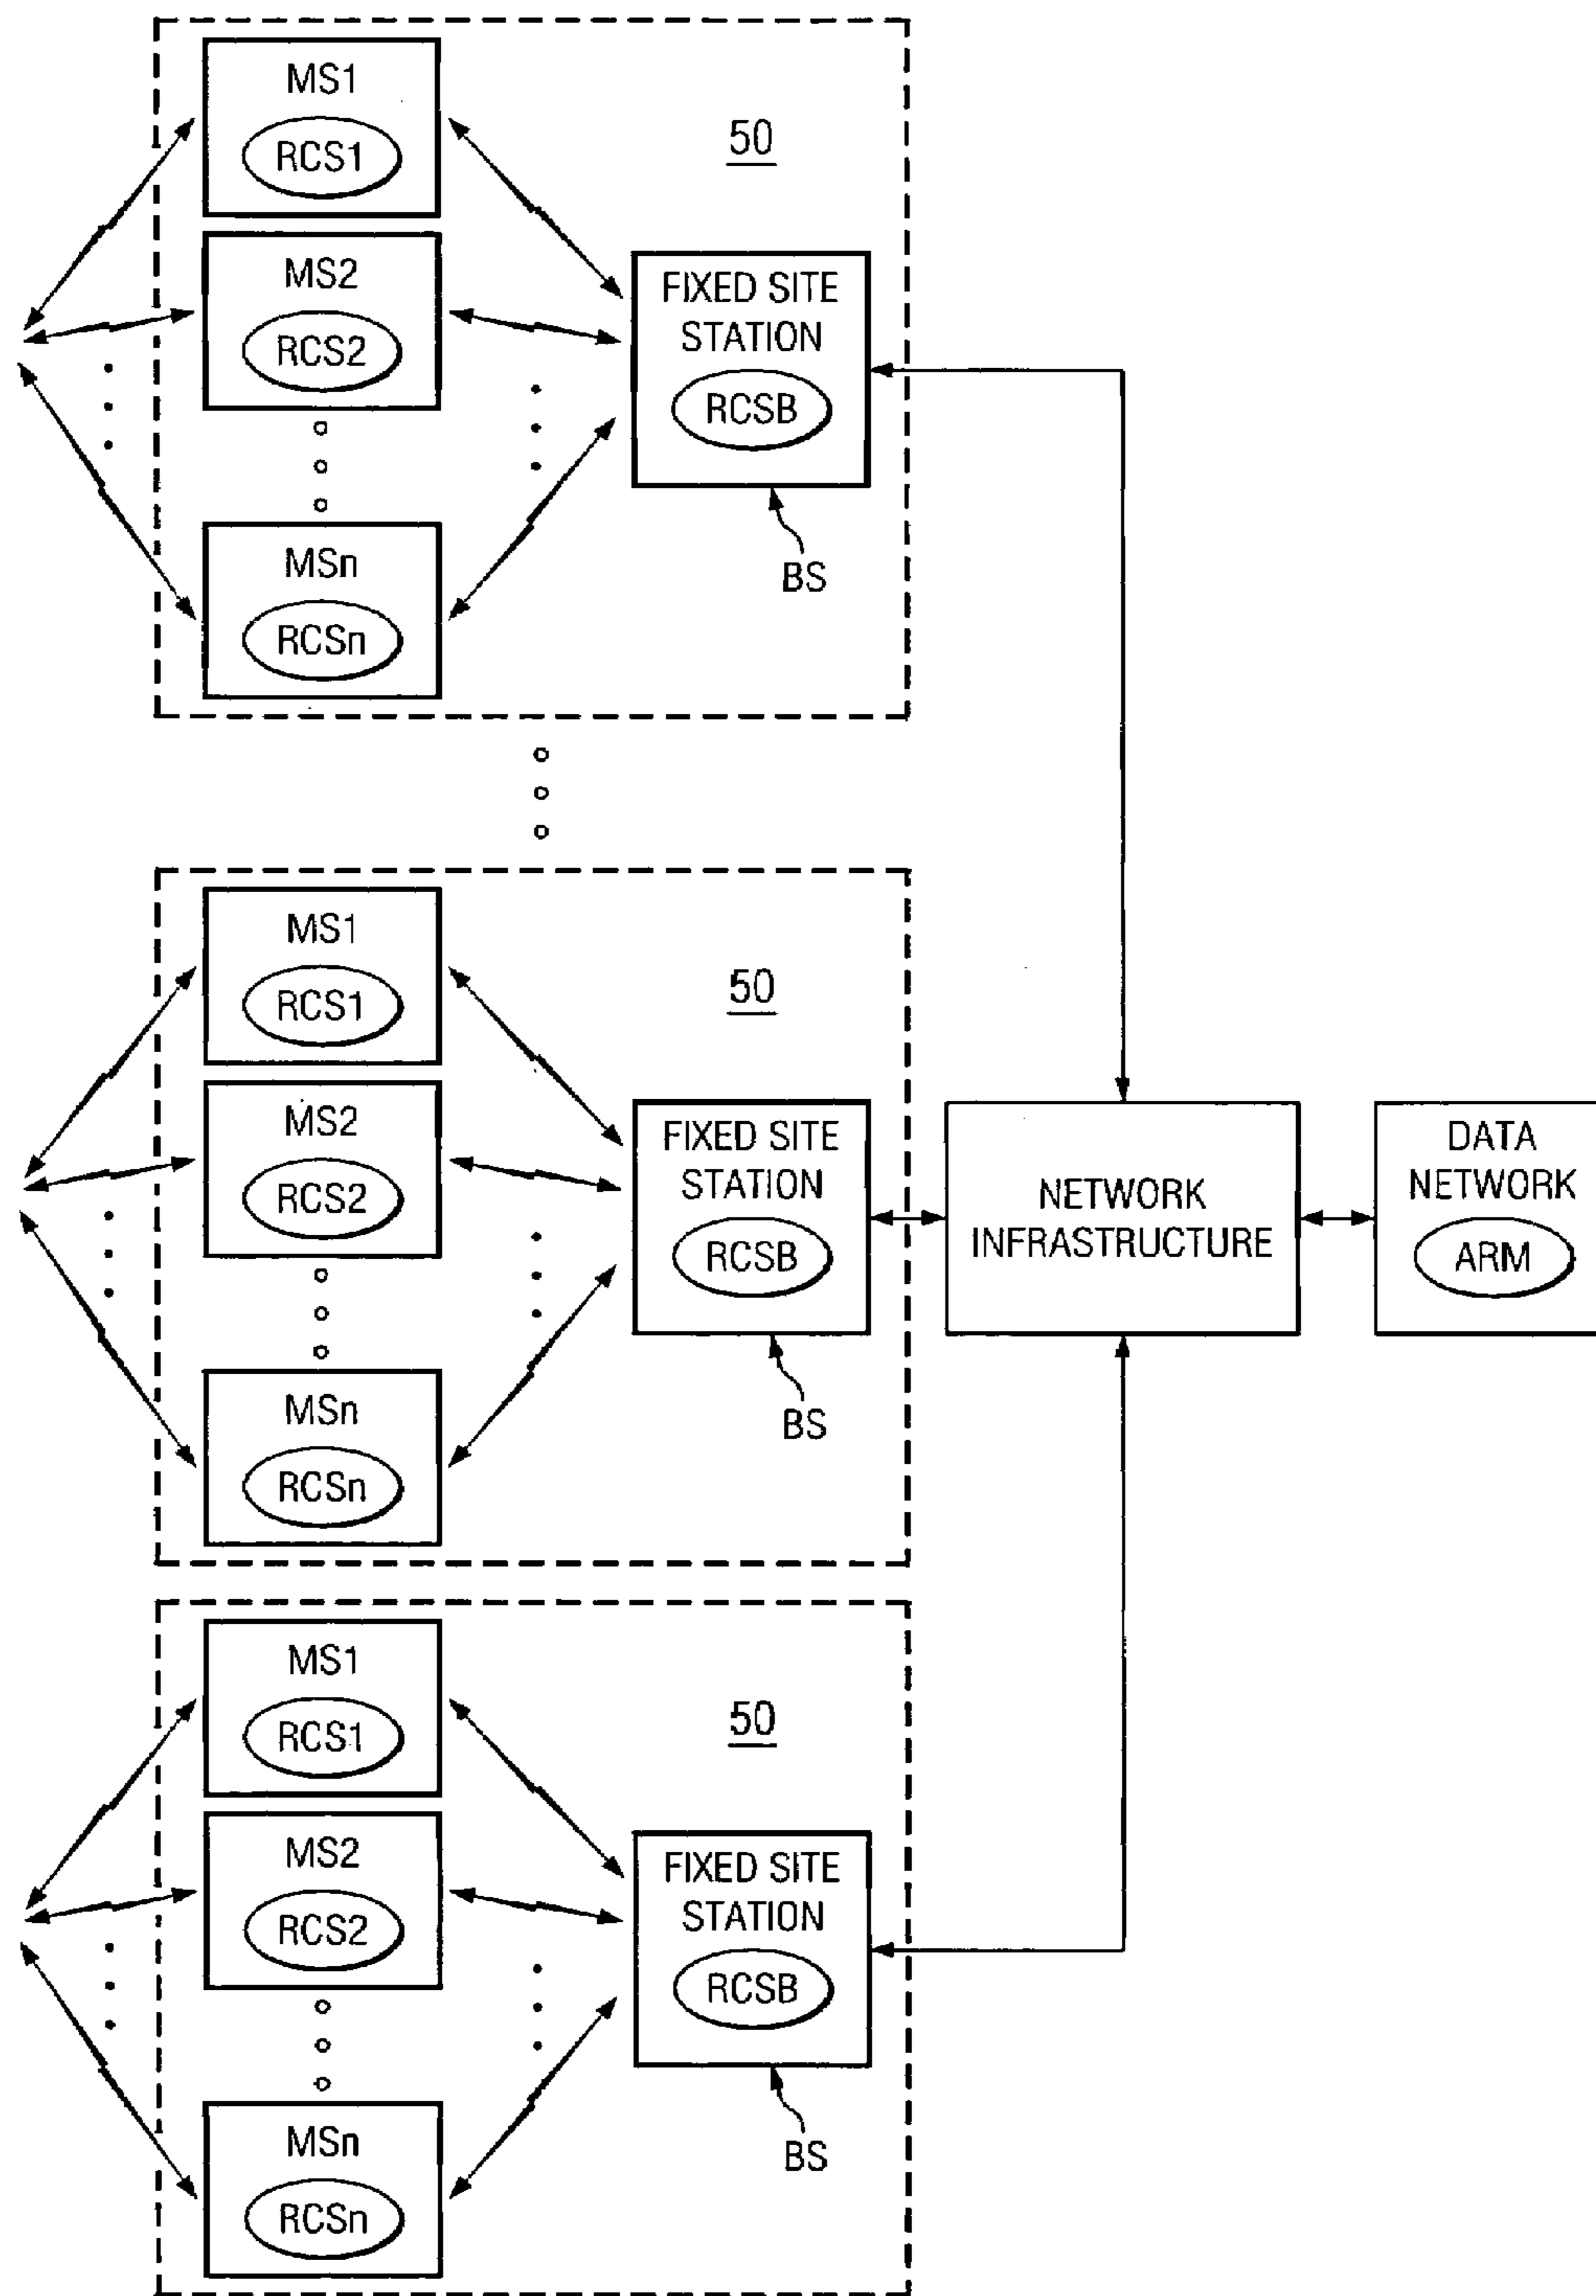 MS1
RCS1
50
MS2
RCS2
FIXED SITE
STATION
RCSB
MSn
RCSn
BS
MS1
RCS1
50
MS2
RCS2
FIXED SITE
STATION
RCSB
NETWORK
INFRASTRUCTURE
DATA
NETWORK
ARM
MSn
RCSn
BS
MS1
RCS1
50
MS2
RCS2
FIXED SITE
STATION
RCSB
MSn
RCSn
BS